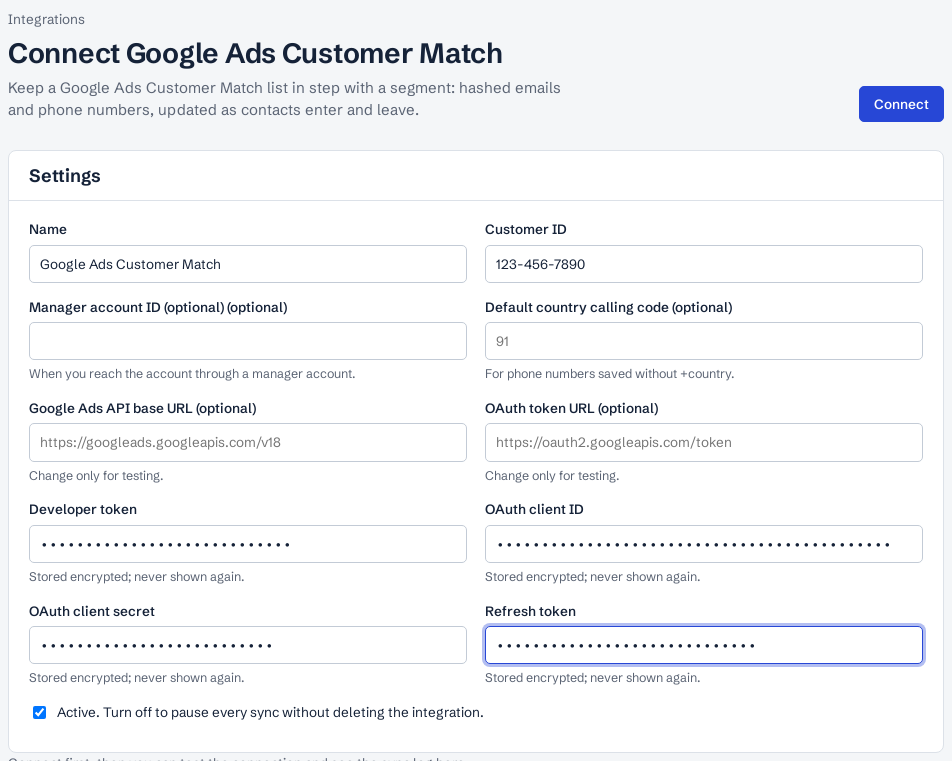 Integrations
Connect Google Ads Customer Match
Keep a Google Ads Customer Match list in step with a segment: hashed emails
and phone numbers, updated as contacts enter and leave.
Connect
Settings
Name
Customer ID
Google Ads Customer Match
123-456-7890
Manager account ID (optional) (optional)
Default country calling code (optional)
91
When you reach the account through a manager account.
For phone numbers saved without +country.
Google Ads API base URL (optional)
OAuth token URL (optional)
https://googleads.googleapis.com/v18
https://oauth2.googleapis.com/token
Change only for testing.
Change only for testing.
Developer token
OAuth client ID
Stored encrypted; never shown again.
Stored encrypted; never shown again.
OAuth client secret
Refresh token
Stored encrypted; never shown again.
Stored encrypted; never shown again.
Active. Turn off to pause every sync without deleting the integration.